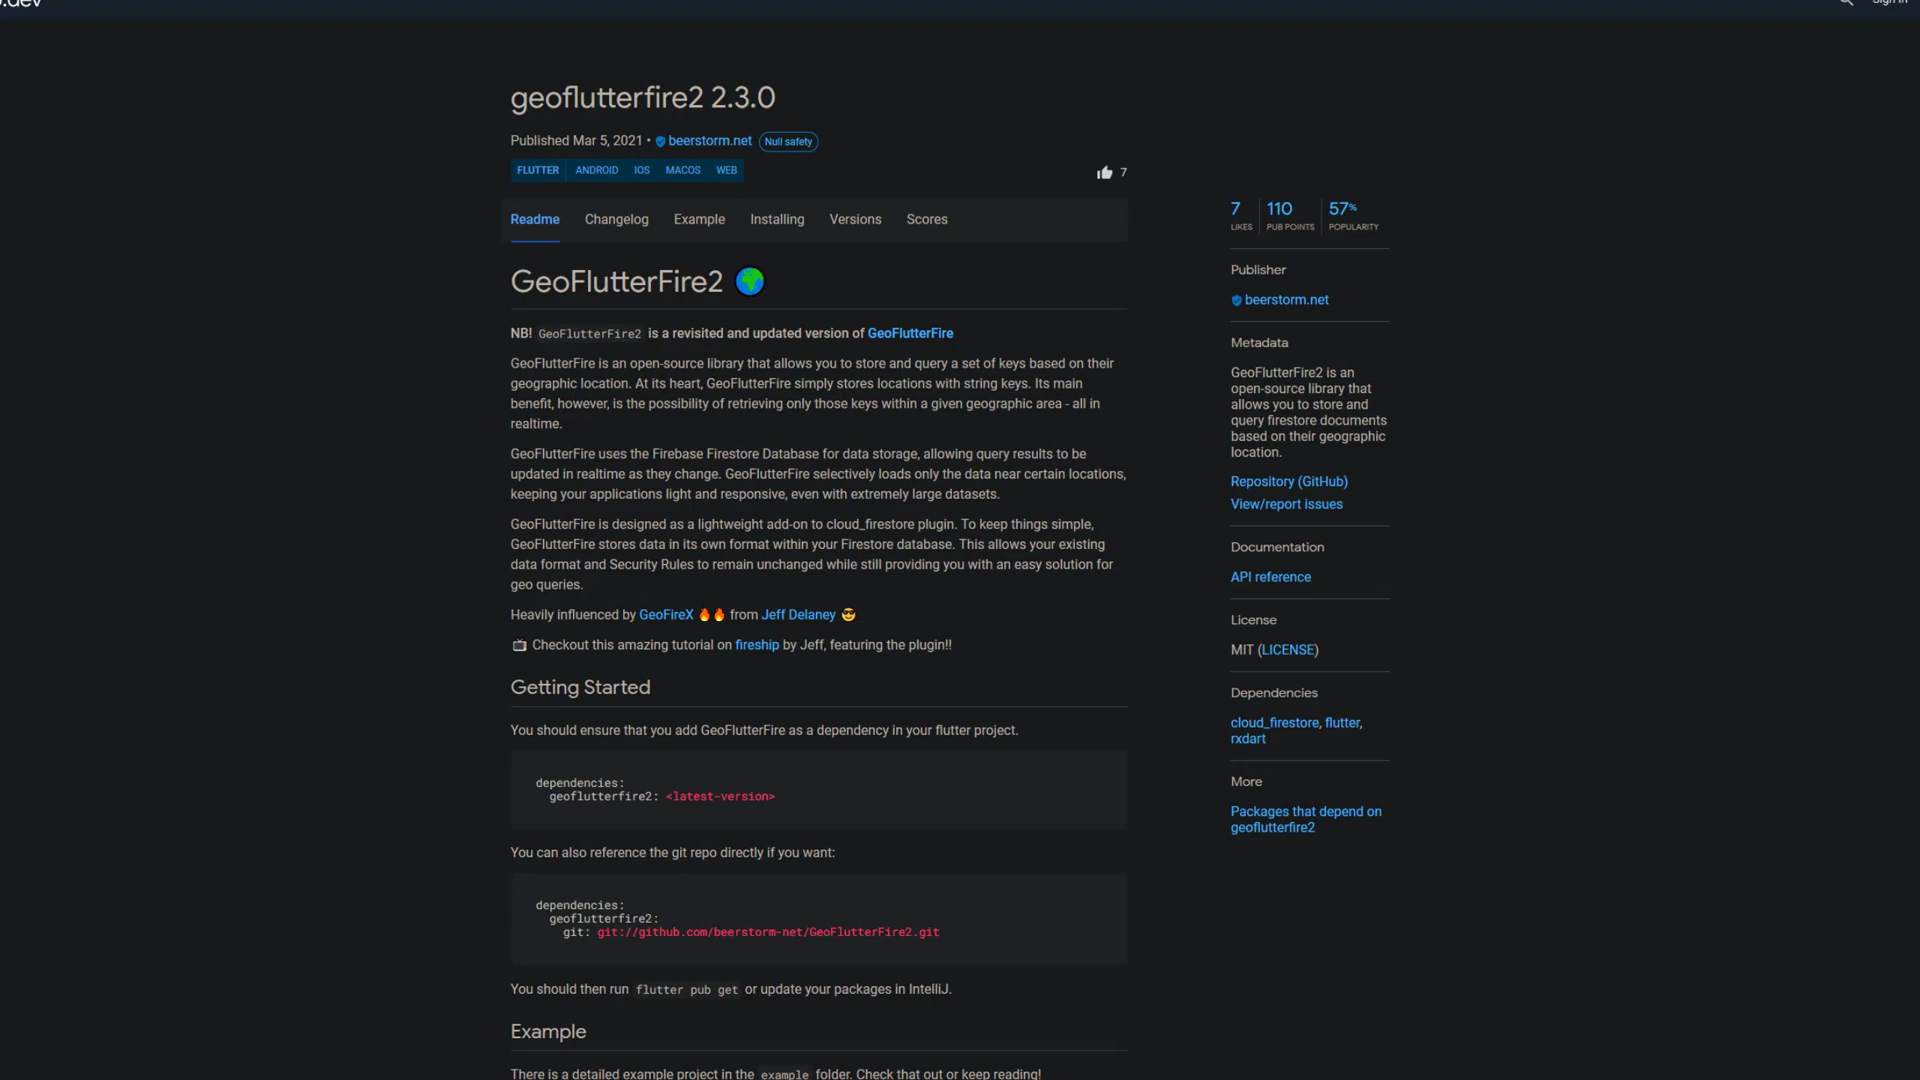 .dev
Sign in
geoflutterfire2 2.3.0
Published Mar 5, 2021 • beerstorm.net Null safety
FLUTTER ANDROID IOS MACOS WEB
7
Readme Changelog Example Installing Versions Scores
GeoFlutterFire2 🌍
NB! GeoFlutterFire2 is a revisited and updated version of GeoFlutterFire
GeoFlutterFire is an open-source library that allows you to store and query a set of keys based on their
geographic location. At its heart, GeoFlutterFire simply stores locations with string keys. Its main
benefit, however, is the possibility of retrieving only those keys within a given geographic area - all in
realtime.
GeoFlutterFire uses the Firebase Firestore Database for data storage, allowing query results to be
updated in realtime as they change. GeoFlutterFire selectively loads only the data near certain locations,
keeping your applications light and responsive, even with extremely large datasets.
GeoFlutterFire is designed as a lightweight add-on to cloud_firestore plugin. To keep things simple,
GeoFlutterFire stores data in its own format within your Firestore database. This allows your existing
data format and Security Rules to remain unchanged while still providing you with an easy solution for
geo queries.
Heavily influenced by GeoFireX 🔥🔥 from Jeff Delaney 😎
📺 Checkout this amazing tutorial on fireship by Jeff, featuring the plugin!!
Getting Started
You should ensure that you add GeoFlutterFire as a dependency in your flutter project.
dependencies:
geoflutterfire2: <latest-version>
You can also reference the git repo directly if you want:
dependencies:
geoflutterfire2:
git: git://github.com/beerstorm-net/GeoFlutterFire2.git
You should then run flutter pub get or update your packages in IntelliJ.
Example
There is a detailed example project in the example folder. Check that out or keep reading!
7 110 57%
LIKES PUB POINTS POPULARITY
Publisher
beerstorm.net
Metadata
GeoFlutterFire2 is an
open-source library that
allows you to store and
query firestore documents
based on their geographic
location.
Repository (GitHub)
View/report issues
Documentation
API reference
License
MIT (LICENSE)
Dependencies
cloud_firestore, flutter,
rxdart
More
Packages that depend on
geoflutterfire2